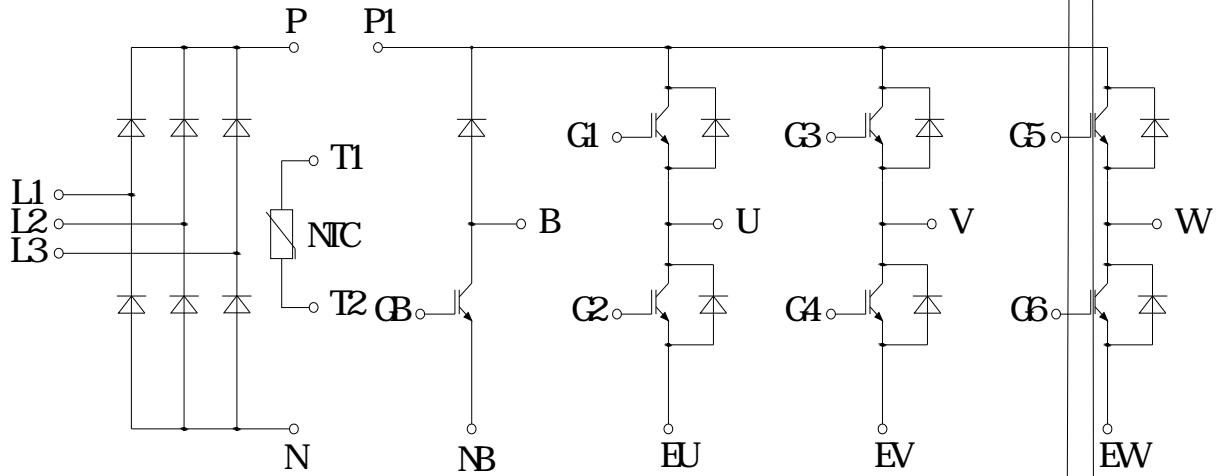 P P1
T1
G1 G3 G5
L1
L2
L3
NTC
B U V W
T2
GB G2 G4 G6
N NB EU EV EW